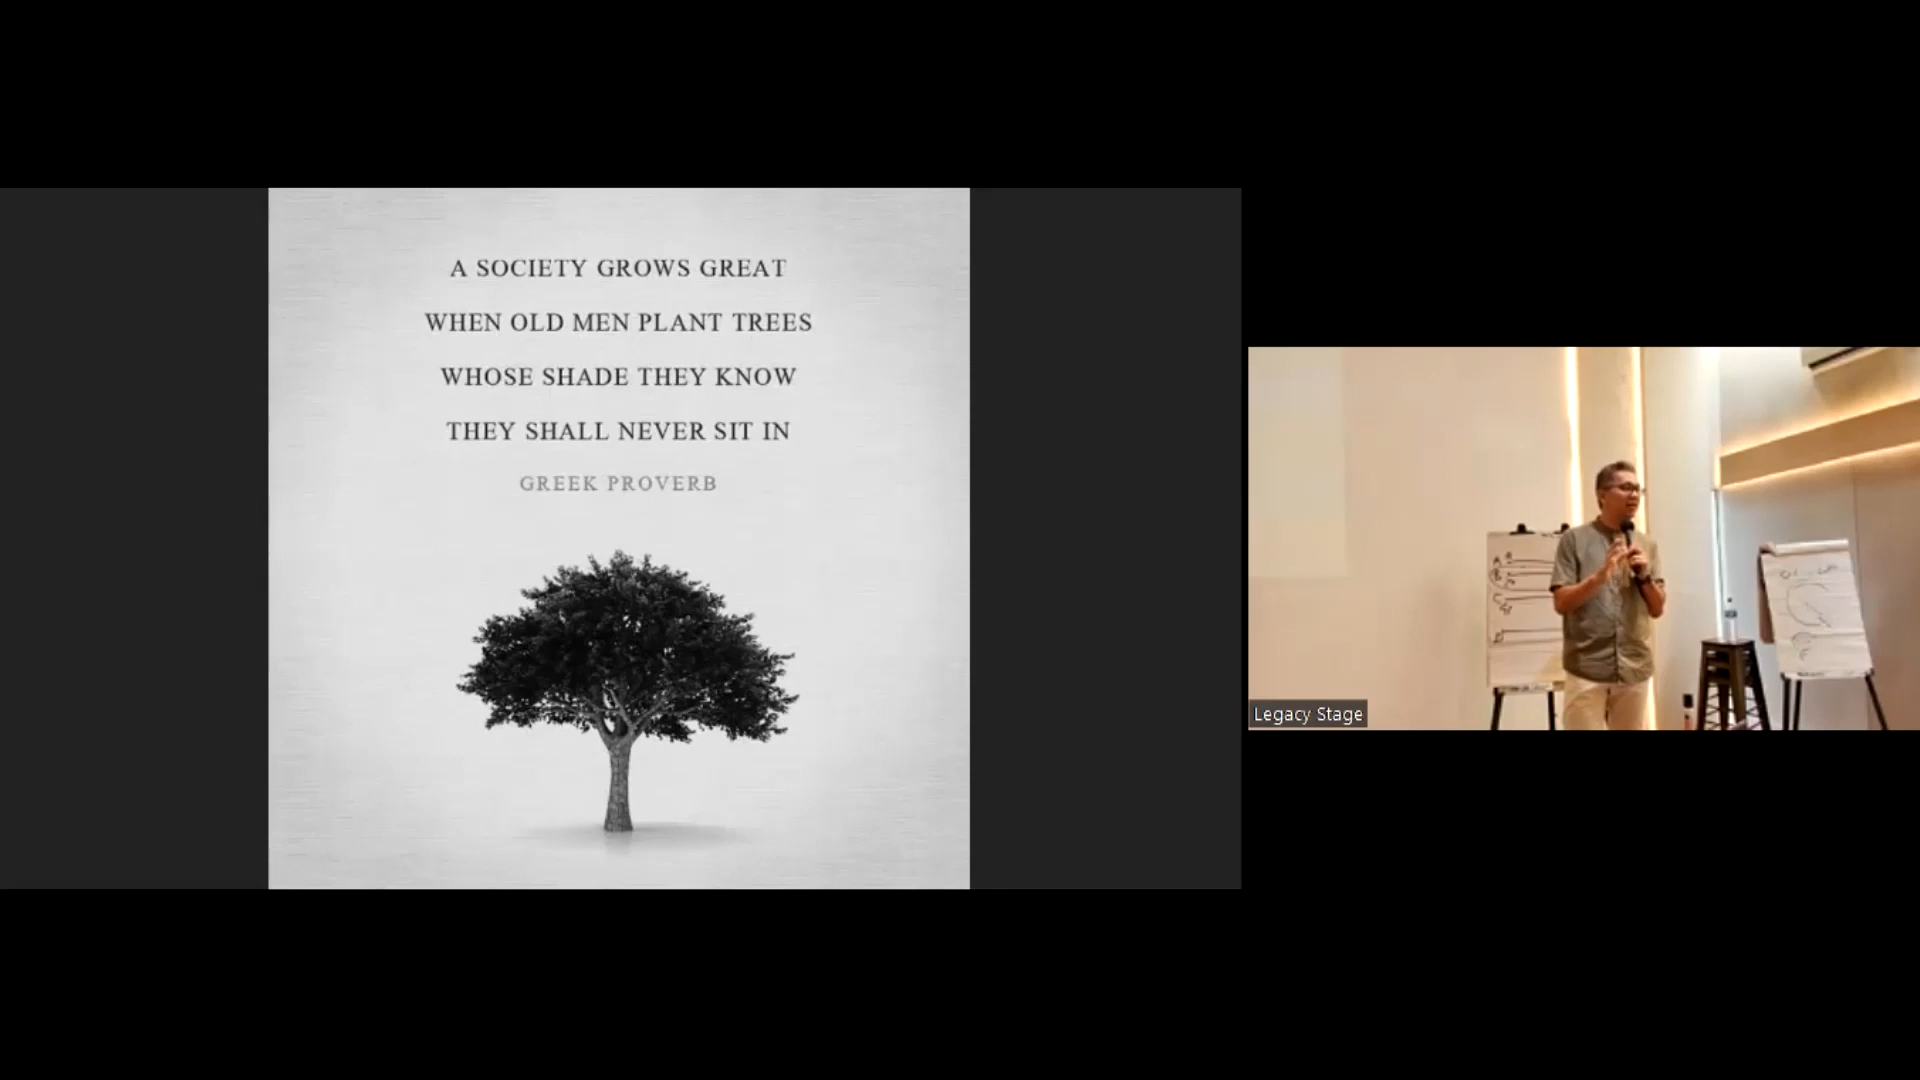 A SOCIETY GROWS GREAT
WHEN OLD MEN PLANT TREES
WHOSE SHADE THEY KNOW
THEY SHALL NEVER SIT IN
GREEK PROVERB
Legacy Stage